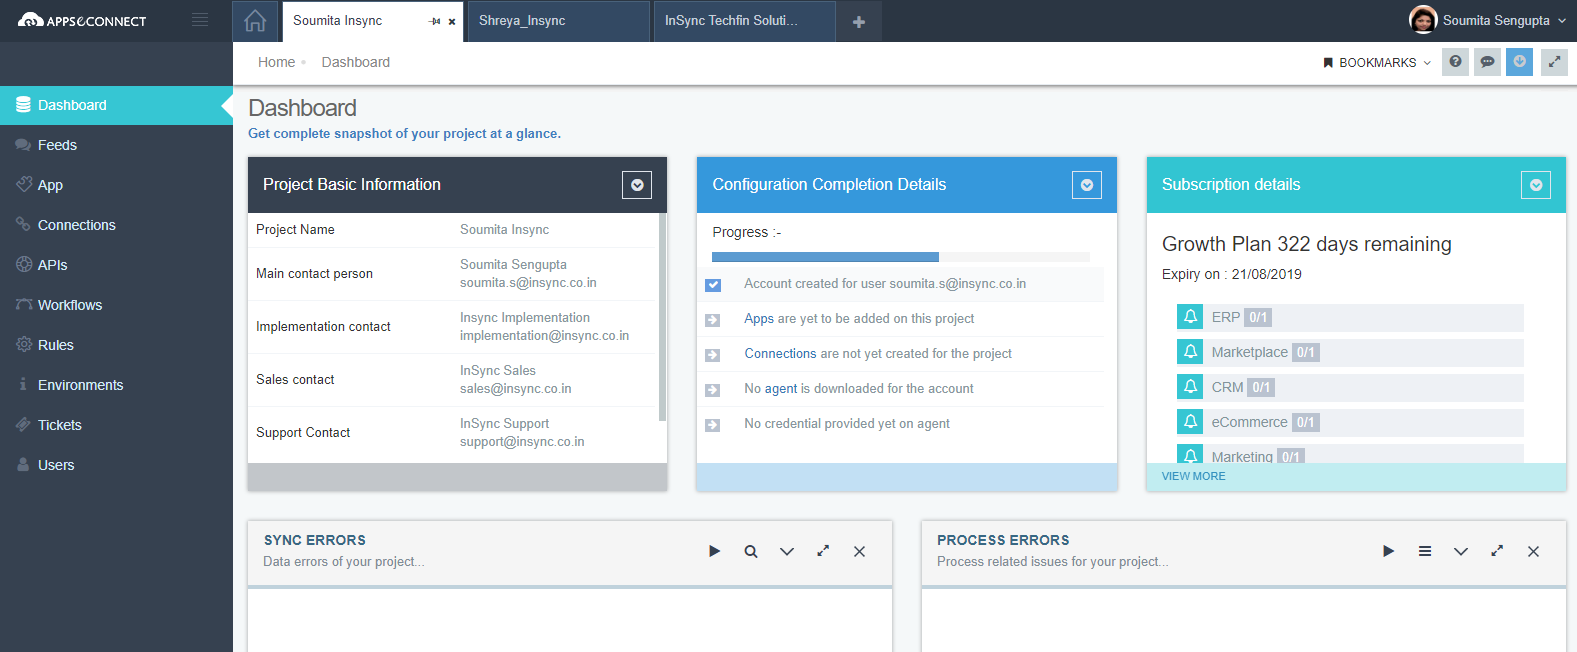 APPSeCONNECT
Soumita Insync
Shreya_Insync
InSync Techfin Soluti...
Soumita Sengupta
Home
Dashboard
BOOKMARKS
Dashboard
Feeds
App
Connections
APIs
Workflows
Rules
Environments
Tickets
Users
Dashboard
Get complete snapshot of your project at a glance.
Project Basic Information
Project Name
Soumita Insync
Main contact person
Soumita Sengupta
soumita.s@insync.co.in
Implementation contact
Insync Implementation
implementation@insync.co.in
Sales contact
InSync Sales
sales@insync.co.in
Support Contact
InSync Support
support@insync.co.in
Configuration Completion Details
Progress :-
Account created for user soumita.s@insync.co.in
Apps are yet to be added on this project
Connections are not yet created for the project
No agent is downloaded for the account
No credential provided yet on agent
Subscription details
Growth Plan 322 days remaining
Expiry on : 21/08/2019
ERP 0/1
Marketplace 0/1
CRM 0/1
eCommerce 0/1
Marketing 0/1
VIEW MORE
SYNC ERRORS
Data errors of your project...
PROCESS ERRORS
Process related issues for your project...